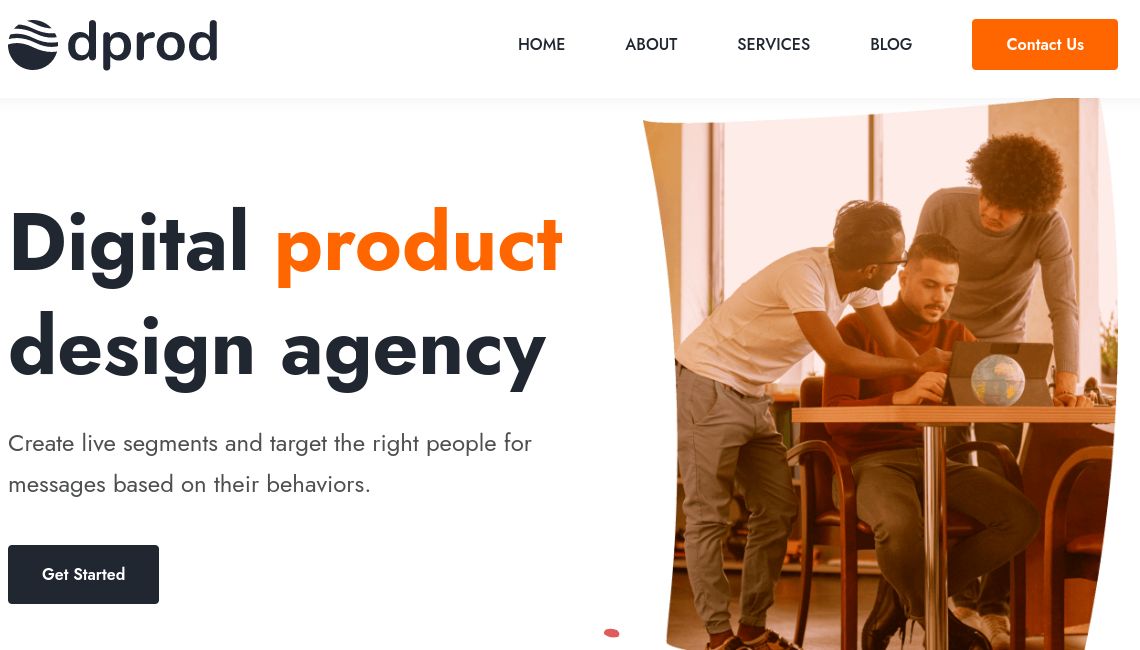 dprod
HOME
ABOUT
SERVICES
BLOG
Contact Us
Digital product
design agency
Create live segments and target the right people for
messages based on their behaviors.
Get Started